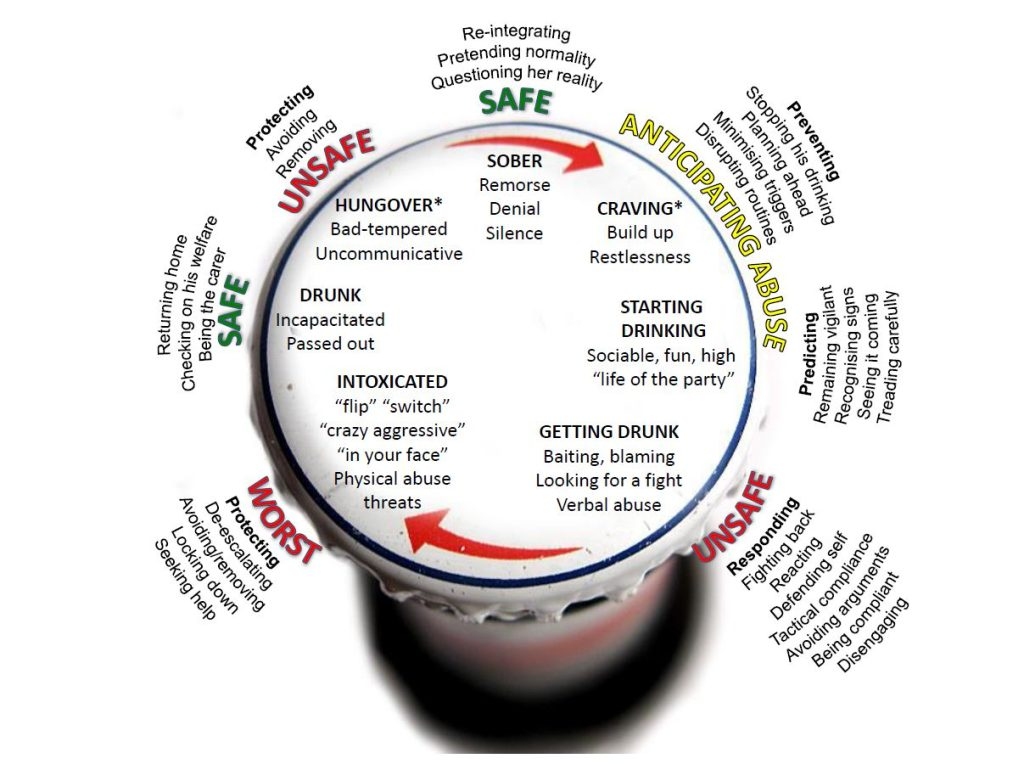 Re-integrating
Pretending normality
Questioning her reality
SAFE
ANTICIPATING ABUSE
Preventing
Stopping his drinking
Planning ahead
Minimising triggers
Disrupting routines
Predicting
Remaining vigilant
Recognising signs
Seeing it coming
Treading carefully
UNSAFE
Responding
Fighting back
Reacting
Defending self
Tactical compliance
Avoiding arguments
Being compliant
Disengaging
WORST
Protecting
De-escalating
Avoiding/removing
Locking down
Seeking help
SAFE
Returning home
Checking on his welfare
Being the carer
UNSAFE
Protecting
Avoiding
Removing
SOBER
Remorse
Denial
Silence
CRAVING*
Build up
Restlessness
STARTING
DRINKING
Sociable, fun, high
“life of the party”
GETTING DRUNK
Baiting, blaming
Looking for a fight
Verbal abuse
INTOXICATED
“flip” “switch”
“crazy aggressive”
“in your face”
Physical abuse
threats
DRUNK
Incapacitated
Passed out
HUNGOVER*
Bad-tempered
Uncommunicative